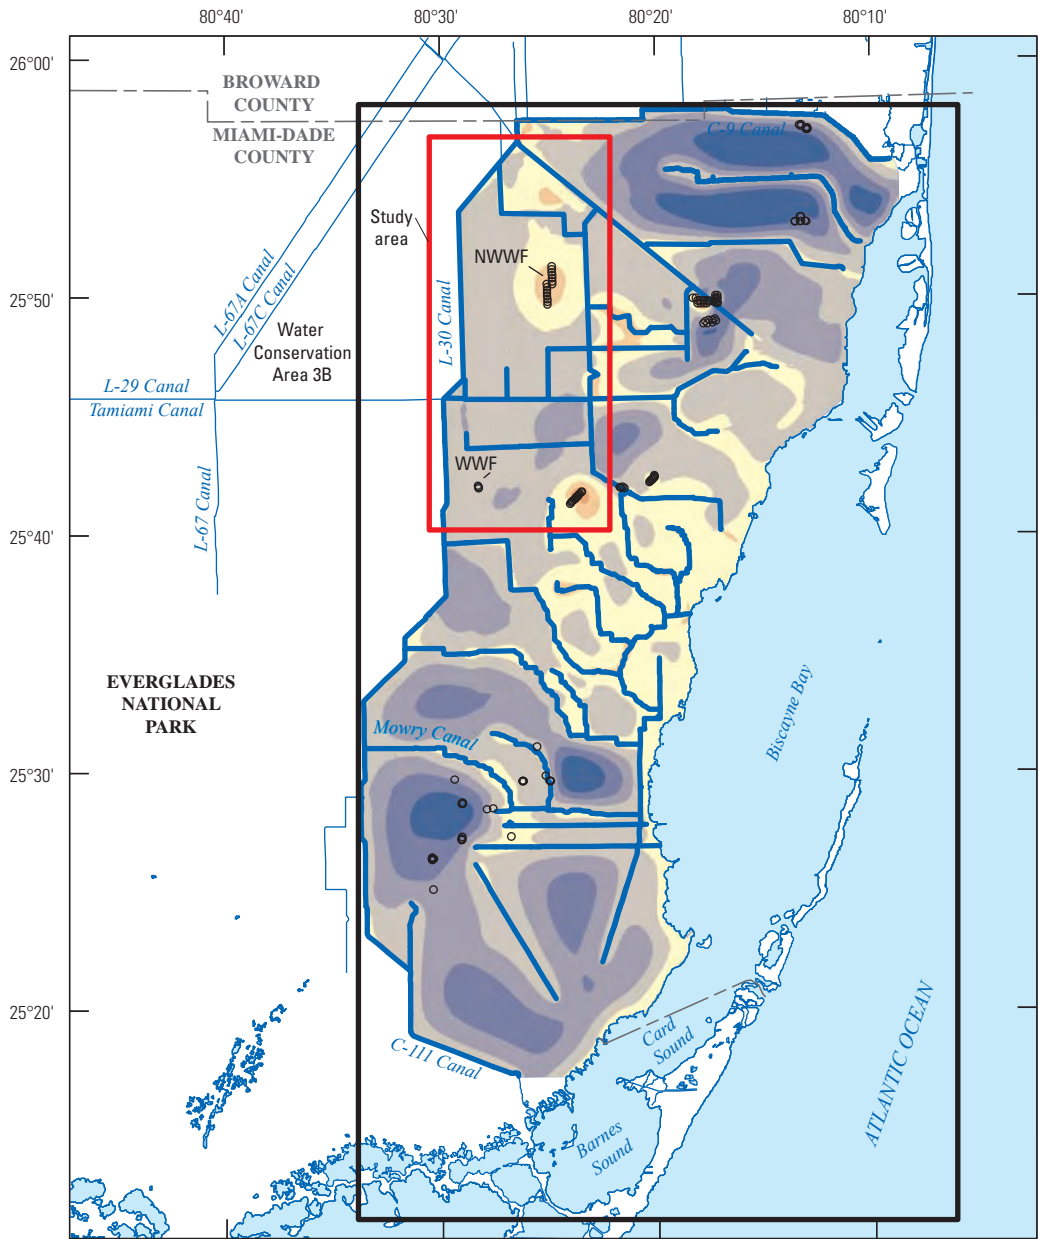 80°40'
80°30'
80°20'
80°10'
26°00'
BROWARD
COUNTY
MIAMI-DADE
COUNTY
C-9 Canal
Study
area
L-67A Canal
L-67C Canal
NWWF
25°50'
L-30 Canal
Water
Conservation
Area 3B
L-29 Canal
Tamiami Canal
WWF
L-67 Canal
25°40'
EVERGLADES
NATIONAL
PARK
Biscayne Bay
Mowry Canal
25°30'
25°20'
C-111 Canal
Card
Sound
ATLANTIC OCEAN
Barnes
Sound